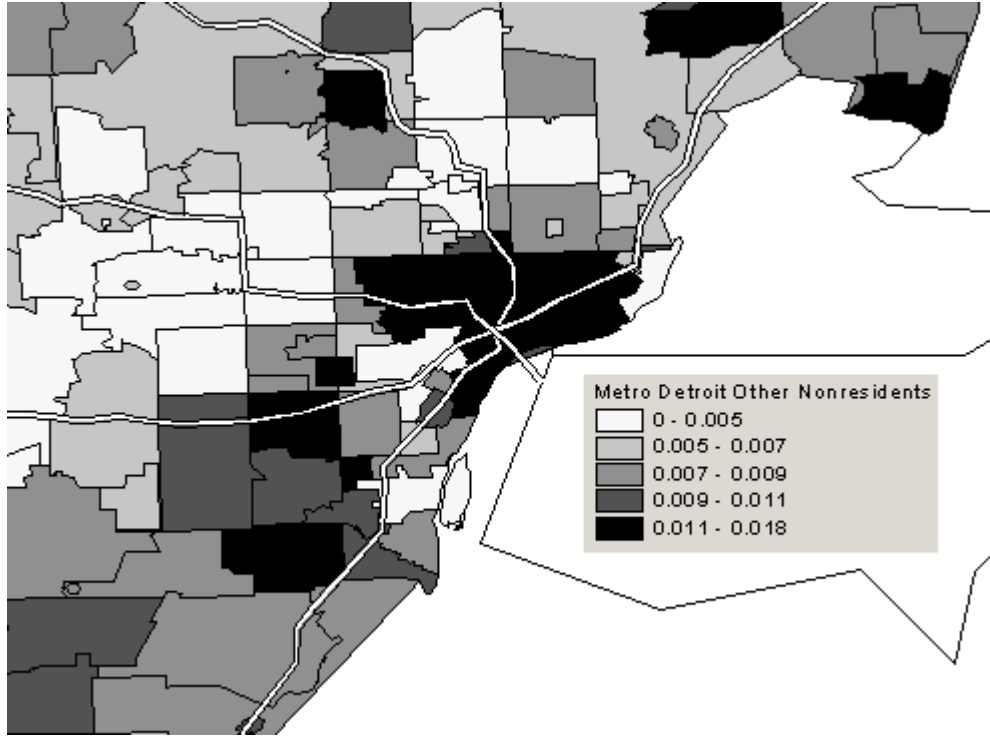 Metro Detroit Other Nonresidents
0 - 0.005
0.005 - 0.007
0.007 - 0.009
0.009 - 0.011
0.011 - 0.018